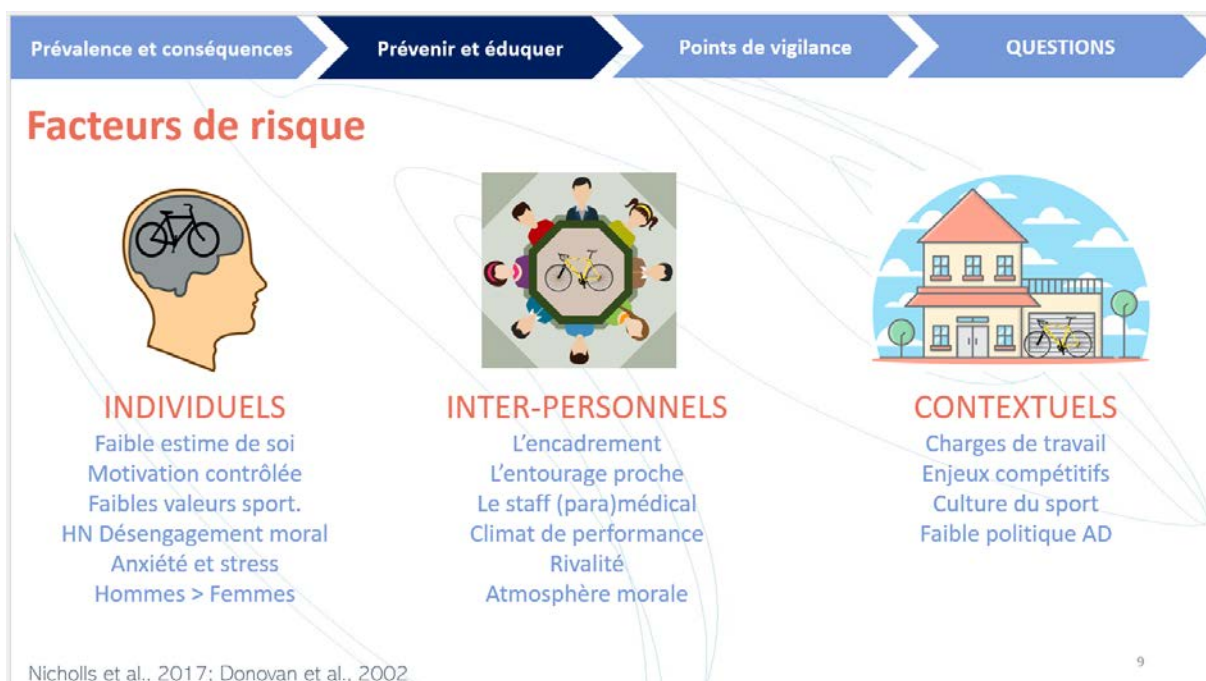 Prévalence et conséquences
Prévenir et éduquer
Points de vigilance
QUESTIONS
Facteurs de risque
INDIVIDUELS
Faible estime de soi
Motivation contrôlée
Faibles valeurs sport.
HN Désengagement moral
Anxiété et stress
Hommes > Femmes
INTER-PERSONNELS
L'encadrement
L'entourage proche
Le staff (para)médical
Climat de performance
Rivalité
Atmosphère morale
CONTEXTUELS
Charges de travail
Enjeux compétitifs
Culture du sport
Faible politique AD
Nicholls et al., 2017; Donovan et al., 2002
9